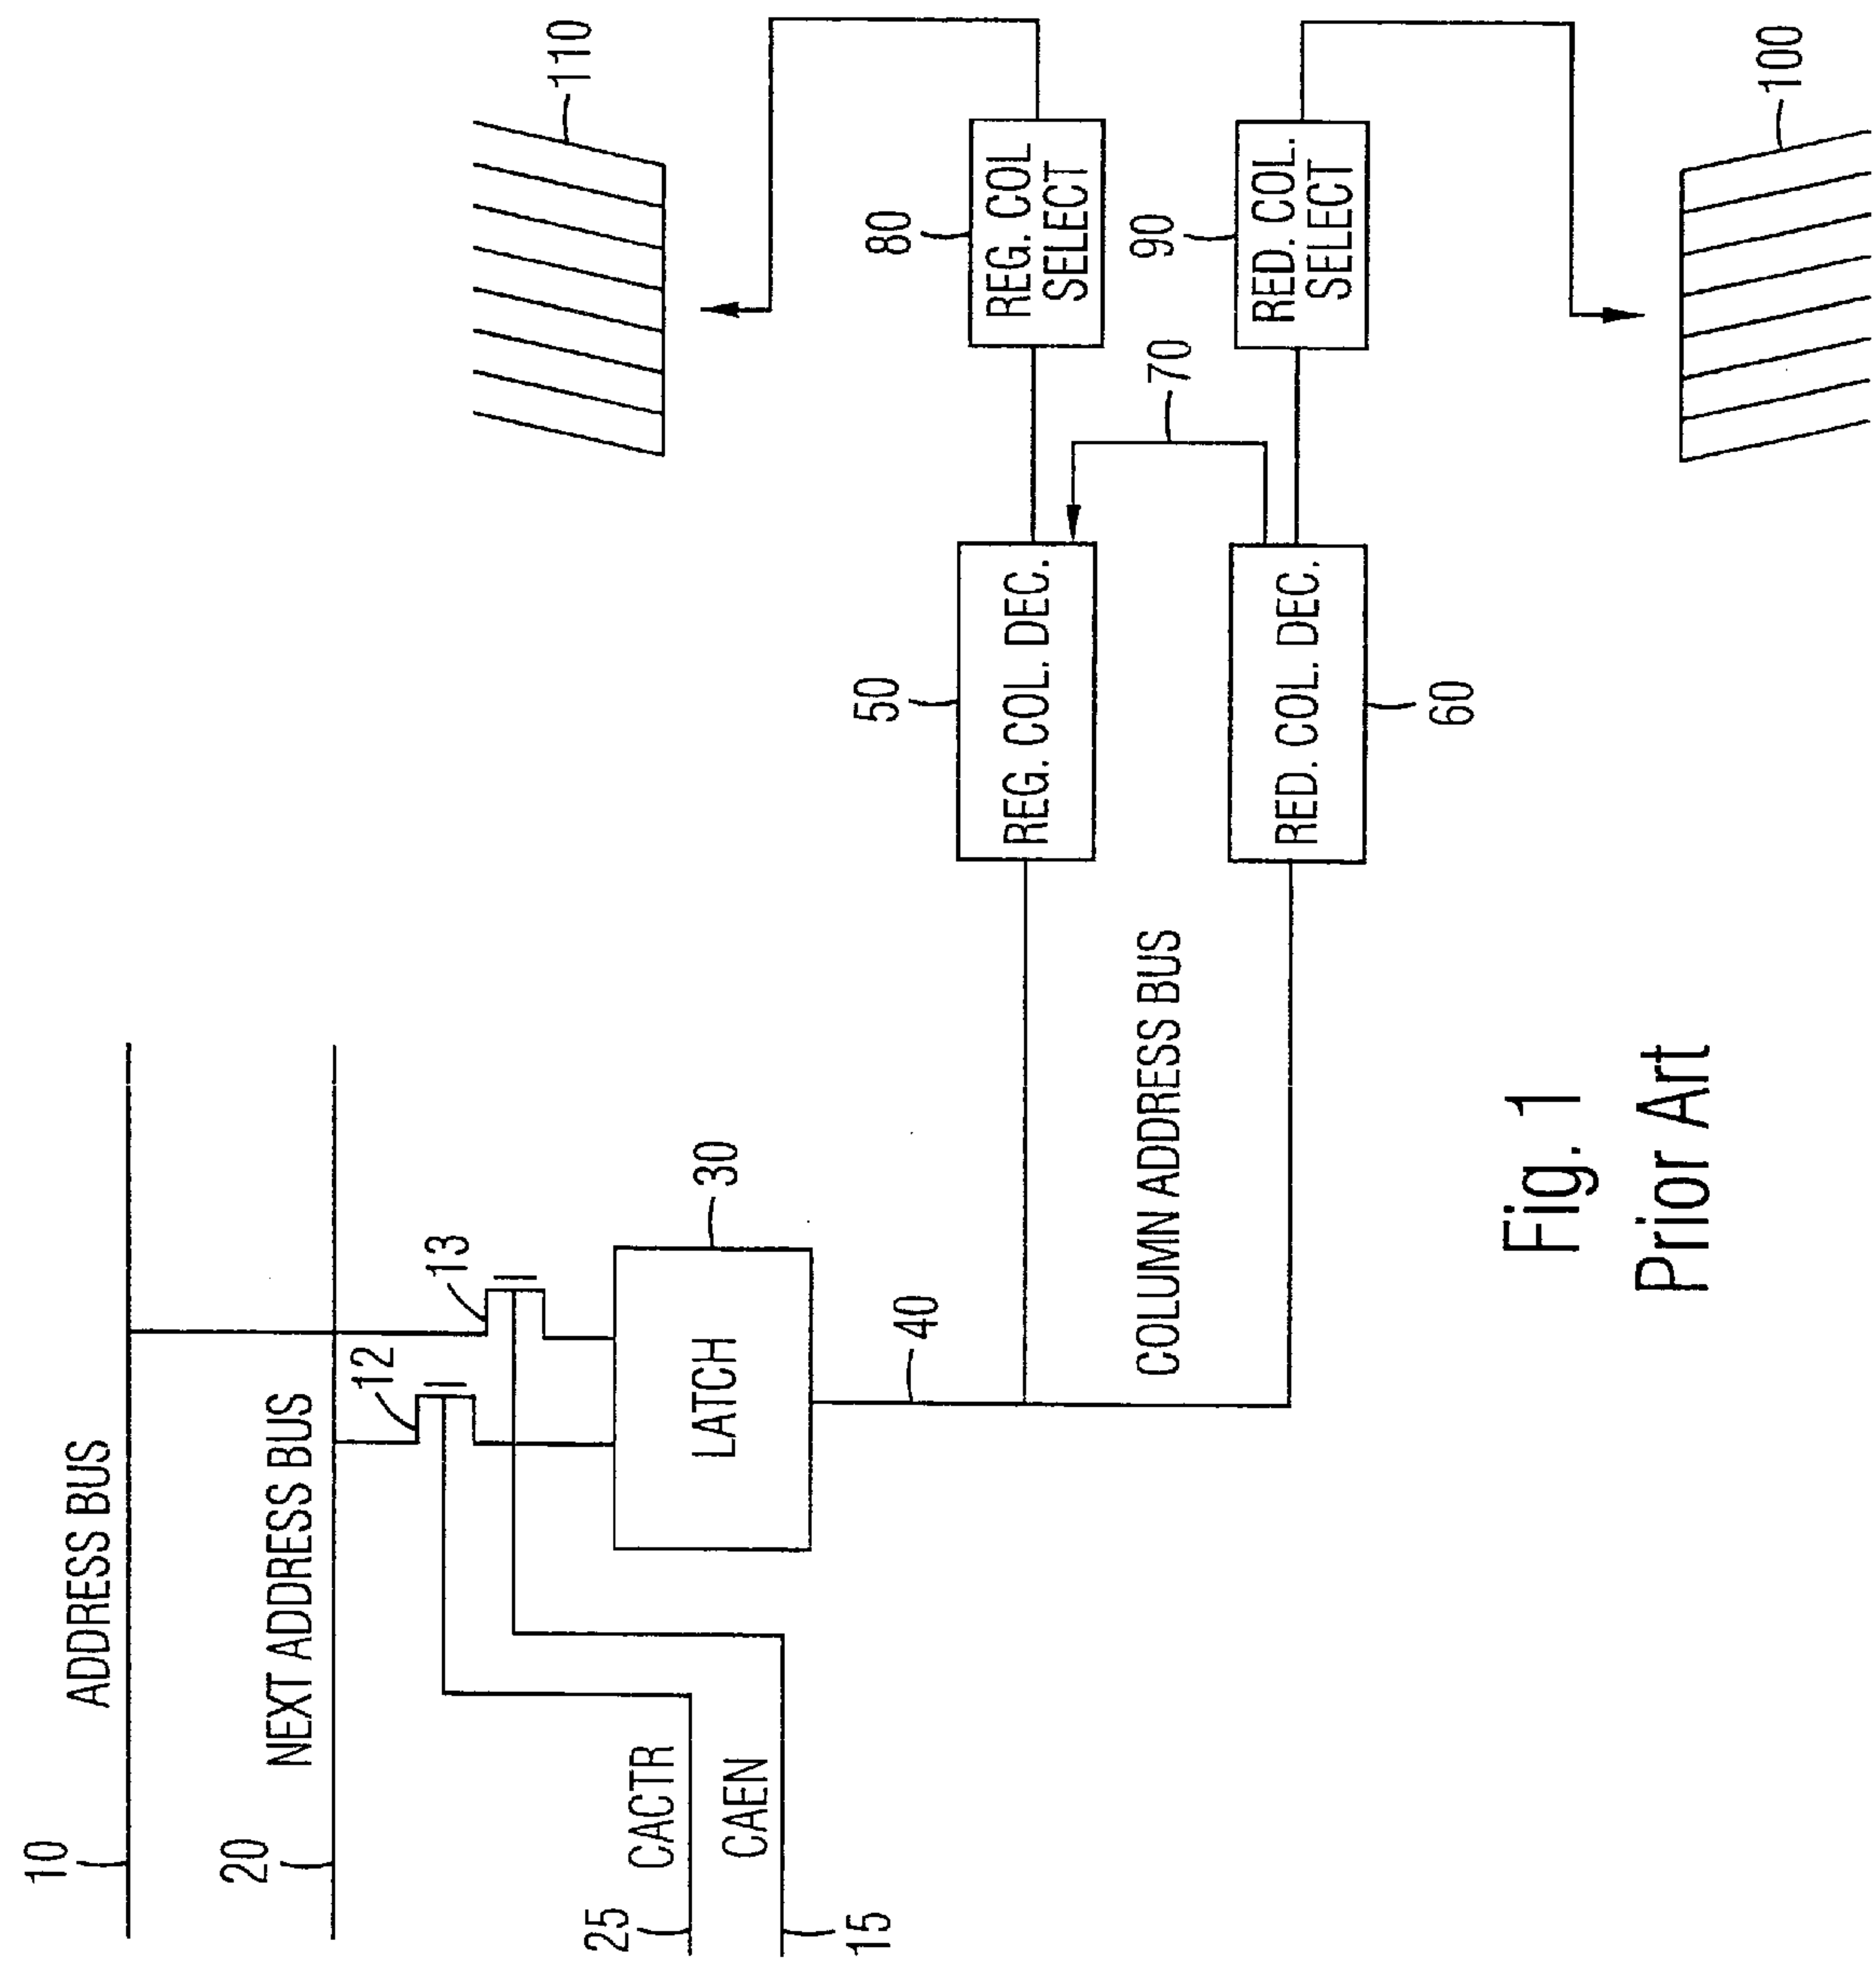 10
ADDRESS BUS
20
NEXT ADDRESS BUS
12
13
25
CACTR
CAEN
15
LATCH
30
40
COLUMN ADDRESS BUS
50
REG. COL. DEC.
RED. COL. DEC.
60
70
80
REG. COL
SELECT
90
RED. COL.
SELECT
110
100
Fig. 1
Prior Art